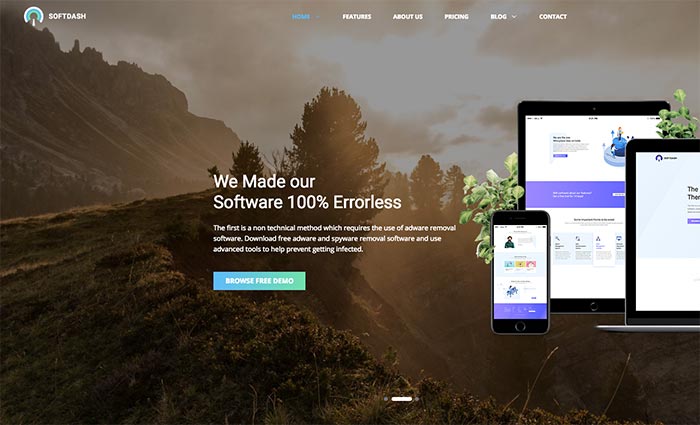 SOFTDASH
HOME
FEATURES
ABOUT US
PRICING
BLOG
CONTACT
We Made our
Software 100% Errorless
The first is a non technical method which requires the use of adware removal
software. Download free adware and spyware removal software and use
advanced tools to help prevent getting infected.
BROWSE FREE DEMO
SOFTDASH
The
Ther